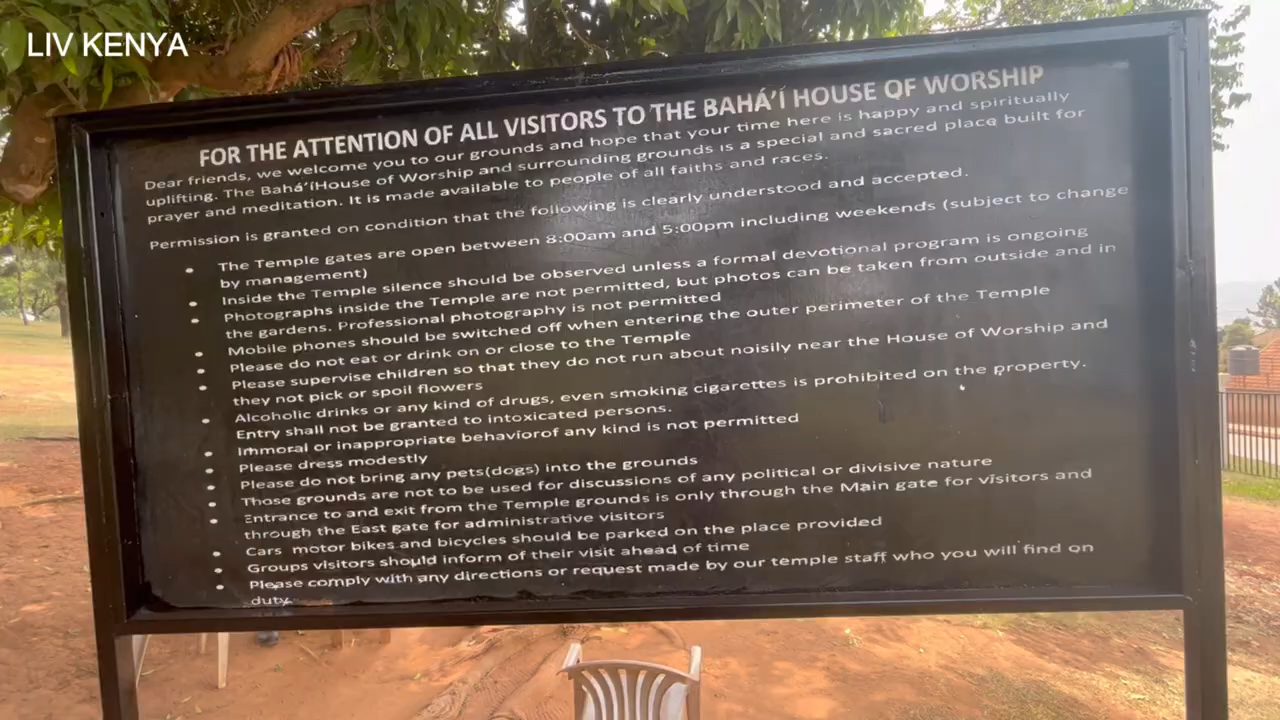 LIV KENYA
FOR THE ATTENTION OF ALL VISITORS TO THE BAHÁ'Í HOUSE OF WORSHIP
Dear friends, we welcome you to our grounds and hope that your time here is happy and spiritually
uplifting. The Bahá'íHouse of Worship and surrounding grounds is a special and sacred place built for
prayer and meditation. It is made available to people of all faiths and races.
Permission is granted on condition that the following is clearly understood and accepted.
• The Temple gates are open between 8:00am and 5:00pm including weekends (subject to change
by management)
• Inside the Temple silence should be observed unless a formal devotional program is ongoing
• Photographs inside the Temple are not permitted, but photos can be taken from outside and in
the gardens. Professional photography is not permitted
• Mobile phones should be switched off when entering the outer perimeter of the Temple
• Please do not eat or drink on or close to the Temple
• Please supervise children so that they do not run about noisily near the House of Worship and
they not pick or spoil flowers
• Alcoholic drinks or any kind of drugs, even smoking cigarettes is prohibited on the property.
Entry shall not be granted to intoxicated persons.
• Immoral or inappropriate behaviorof any kind is not permitted
• Please dress modestly
• Please do not bring any pets(dogs) into the grounds
• Those grounds are not to be used for discussions of any political or divisive nature
• Entrance to and exit from the Temple grounds is only through the Main gate for visitors and
through the East gate for administrative visitors
• Cars motor bikes and bicycles should be parked on the place provided
• Groups visitors should inform of their visit ahead of time
• Please comply with any directions or request made by our temple staff who you will find on
duty.